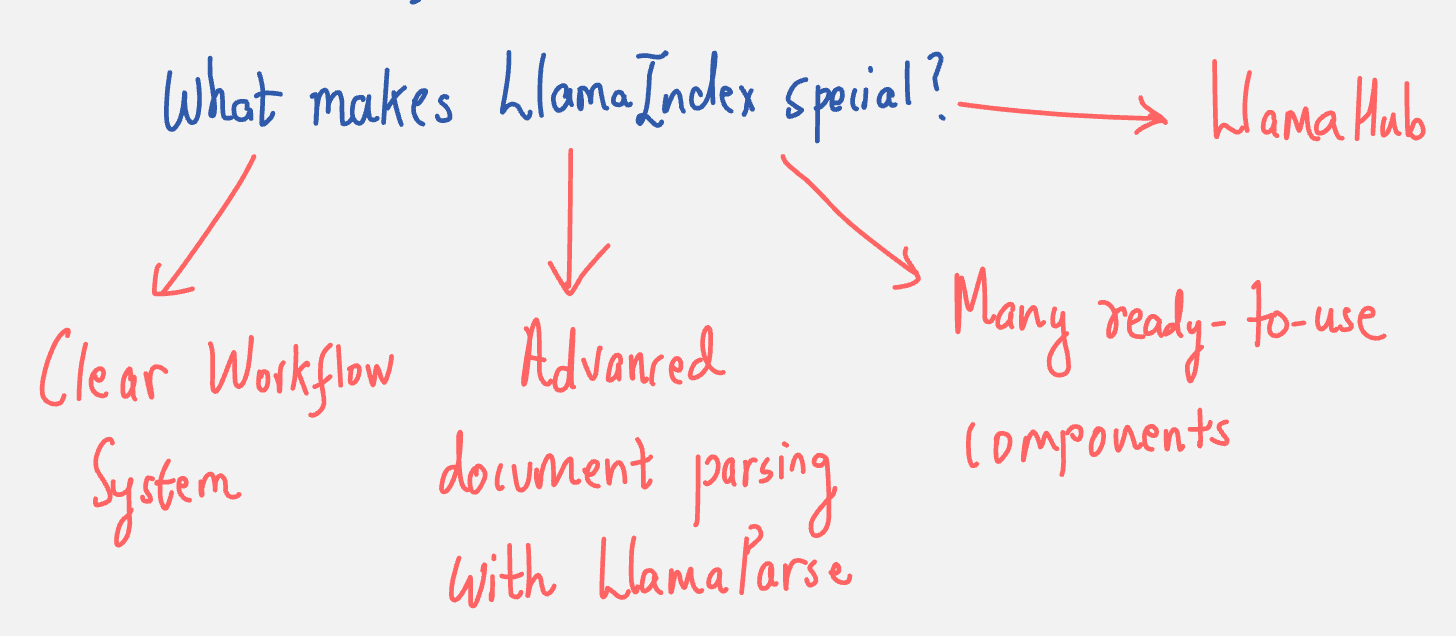 What makes LlamaIndex special?
LlamaHub
Clear Workflow
System
Advanced
document parsing
with LlamaParse
Many ready-to-use
components